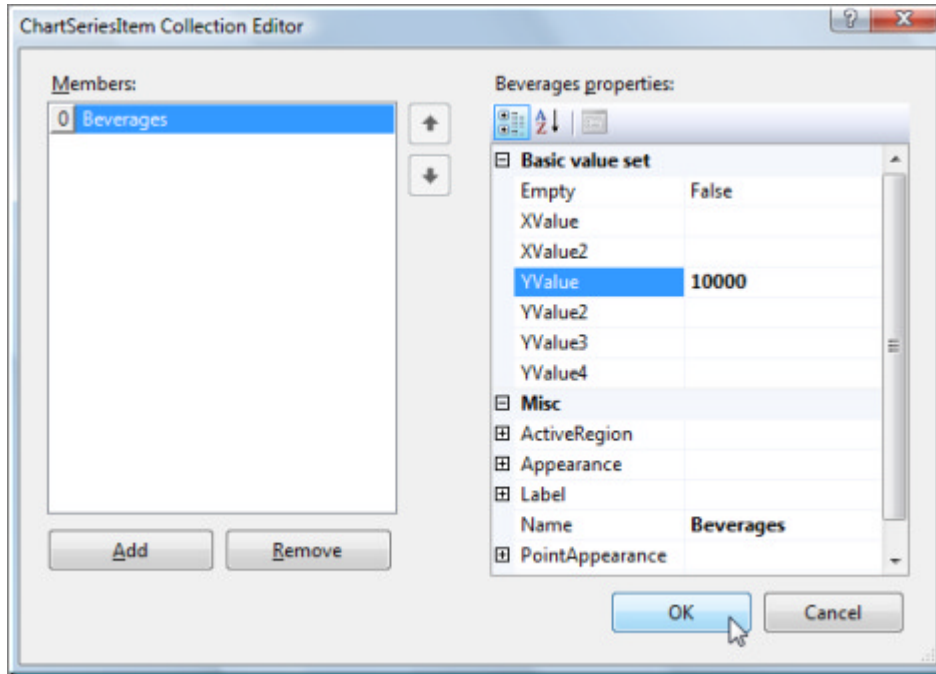 ChartSeriesItem Collection Editor
Members:
0 Beverages
Add Remove
Beverages properties:
Basic value set
Empty False
XValue
XValue2
YValue 10000
YValue2
YValue3
YValue4
Misc
ActiveRegion
Appearance
Label
Name Beverages
PointAppearance
OK Cancel